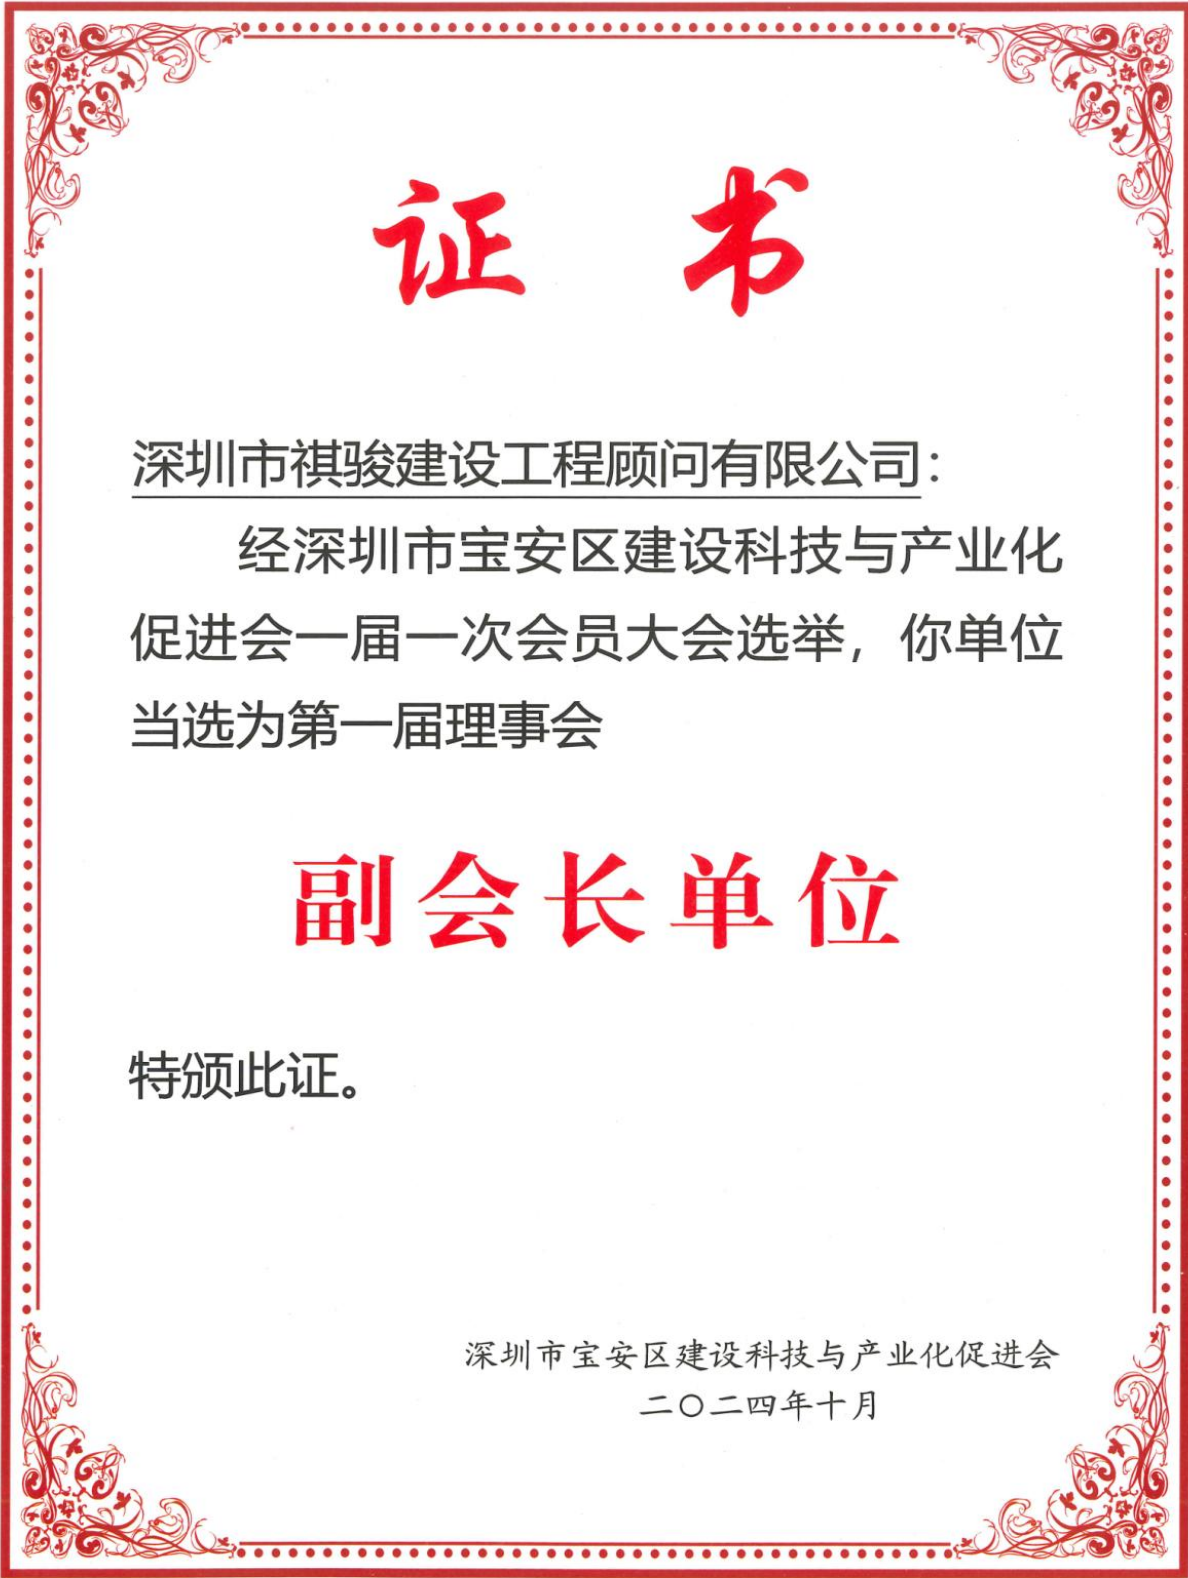 证书
深圳市祺骏建设工程顾问有限公司：
经深圳市宝安区建设科技与产业化
促进会一届一次会员大会选举，你单位
当选为第一届理事会
副会长单位
特颁此证。
深圳市宝安区建设科技与产业化促进会
二〇二四年十月